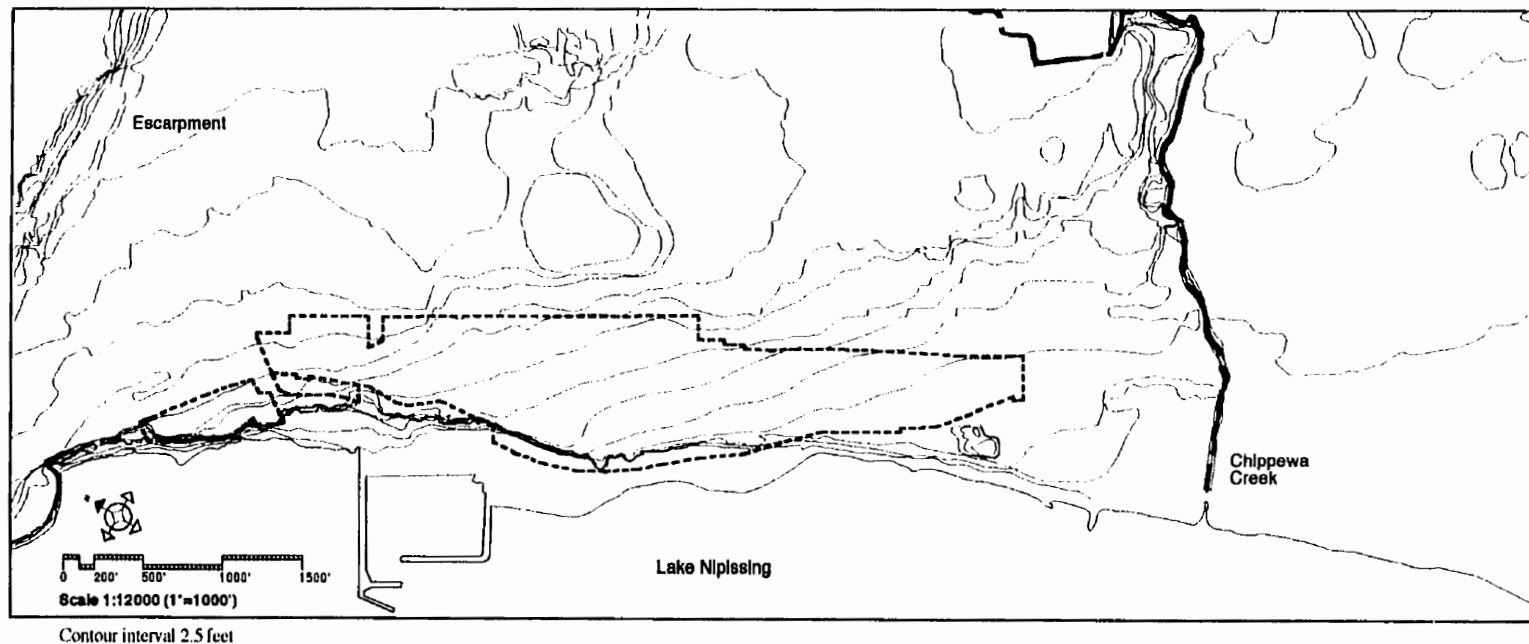 Escarpment
Chippewa
Creek
Lake Nipissing
0 200' 500' 1000' 1500'
Scale 1:12000 (1"=1000')
Contour interval 2.5 feet